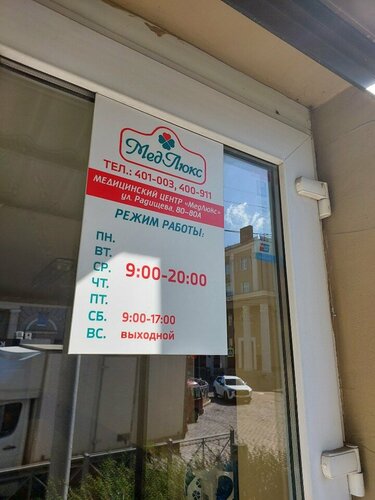 МедЛюкс
ТЕЛ.: 401-003, 400-911
МЕДИЦИНСКИЙ ЦЕНТР «МедЛюкс»
ул. Радищева, 80-80А
РЕЖИМ РАБОТЫ:
ПН.
ВТ.
СР. 9:00-20:00
ЧТ.
ПТ.
СБ. 9:00-17:00
ВС. выходной